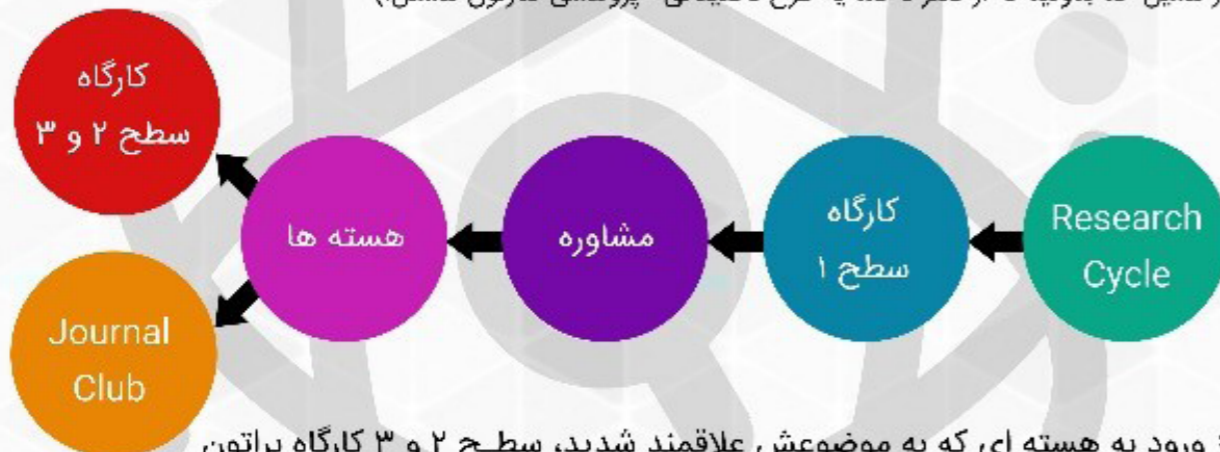 Research
Cycle
کارگاه
سطح ۱
مشاوره
هسته ها
کارگاه
سطح ۲ و ۳
Journal
Club
ورود به هسته ای که به موضوعش علاقمند شدید، سطح ۲ و ۳ کارگاه براتون